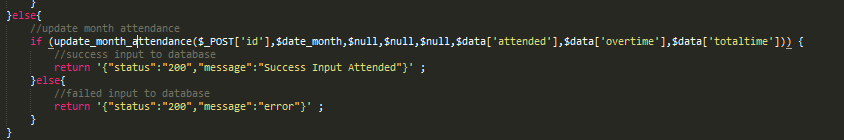 }
}else{
//update month attendance
if (update_month_attendance($_POST['id'],$date_month,$null,$null,$null,$data['attended'],$data['overtime'],$data['totaltime'])) {
//success input to database
return '{"status":"200","message":"Success Input Attended"}' ;
}else{
//failed input to database
return '{"status":"200","message":"error"}' ;
}
}